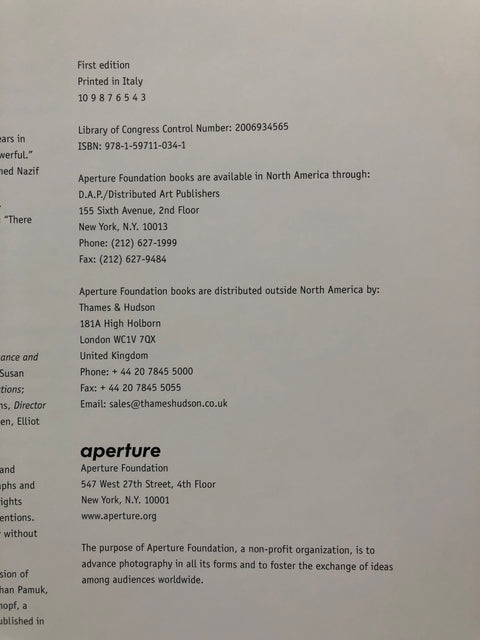 ears in
werful."
ned Nazif
"There
ance and
Susan
tions;
ns, Director
en, Elliot
and
phs and
ights
entions.
without
sion of
han Pamuk,
nopf, a
ublished in
First edition
Printed in Italy
10 9 8 7 6 5 4 3
Library of Congress Control Number: 2006934565
ISBN: 978-1-59711-034-1
Aperture Foundation books are available in North America through:
D.A.P./Distributed Art Publishers
155 Sixth Avenue, 2nd Floor
New York, N.Y. 10013
Phone: (212) 627-1999
Fax: (212) 627-9484
Aperture Foundation books are distributed outside North America by:
Thames & Hudson
181A High Holborn
London WC1V 7QX
United Kingdom
Phone: + 44 20 7845 5000
Fax: + 44 20 7845 5055
Email: sales@thameshudson.co.uk
aperture
Aperture Foundation
547 West 27th Street, 4th Floor
New York, N.Y. 10001
www.aperture.org
The purpose of Aperture Foundation, a non-profit organization, is to
advance photography in all its forms and to foster the exchange of ideas
among audiences worldwide.